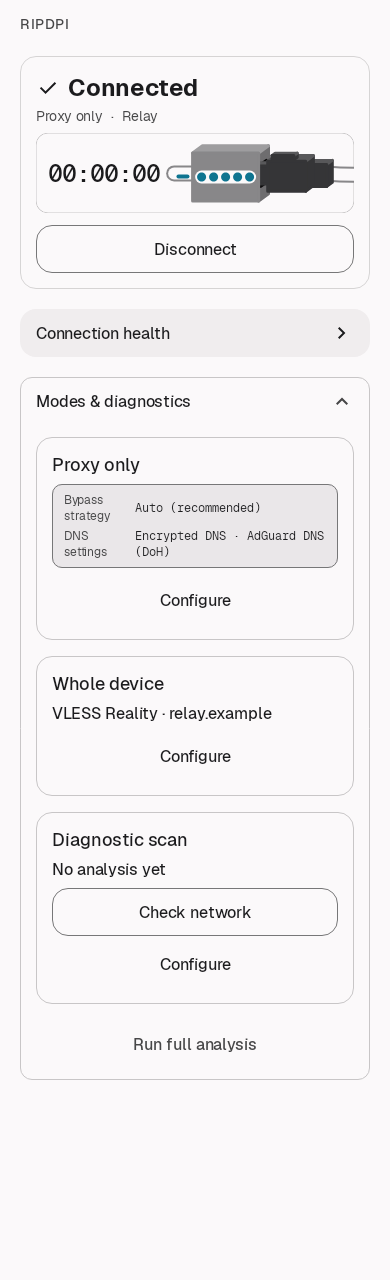 RIPDPI
Connected
Proxy only · Relay
00:00:00
Disconnect
Connection health
Modes & diagnostics
Proxy only
Bypass strategy
Auto (recommended)
DNS settings
Encrypted DNS · AdGuard DNS (DoH)
Configure
Whole device
VLESS Reality · relay.example
Configure
Diagnostic scan
No analysis yet
Check network
Configure
Run full analysis